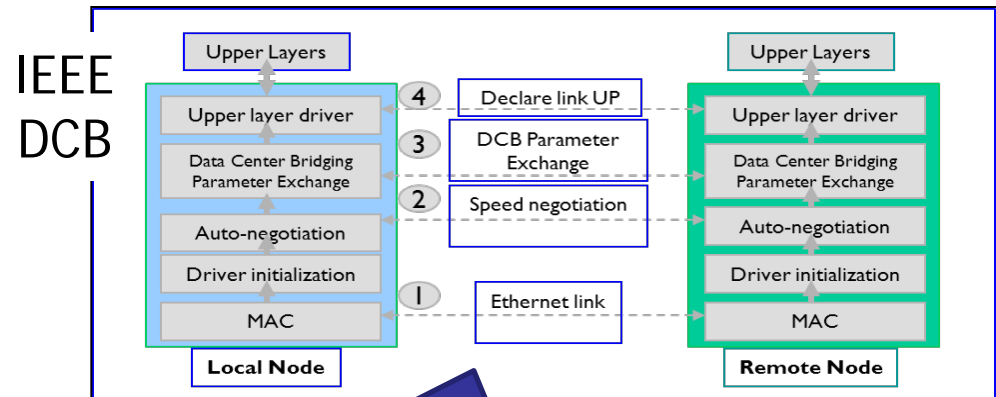 IEEE
DCB
Upper Layers
Upper layer driver
Data Center Bridging
Parameter Exchange
Auto-negotiation
Driver initialization
MAC
Local Node
4
Declare link UP
3
DCB Parameter
Exchange
2
Speed negotiation
1
Ethernet link
Upper Layers
Upper layer driver
Data Center Bridging
Parameter Exchange
Auto-negotiation
Driver initialization
MAC
Remote Node